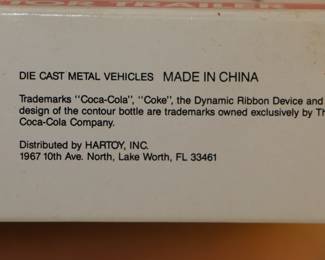 TRAILER
DIE CAST METAL VEHICLES MADE IN CHINA
Trademarks "Coca-Cola", "Coke", the Dynamic Ribbon Device and
design of the contour bottle are trademarks owned exclusively by Th
Coca-Cola Company.
Distributed by HARTOY, INC.
1967 10th Ave. North, Lake Worth, FL 33461